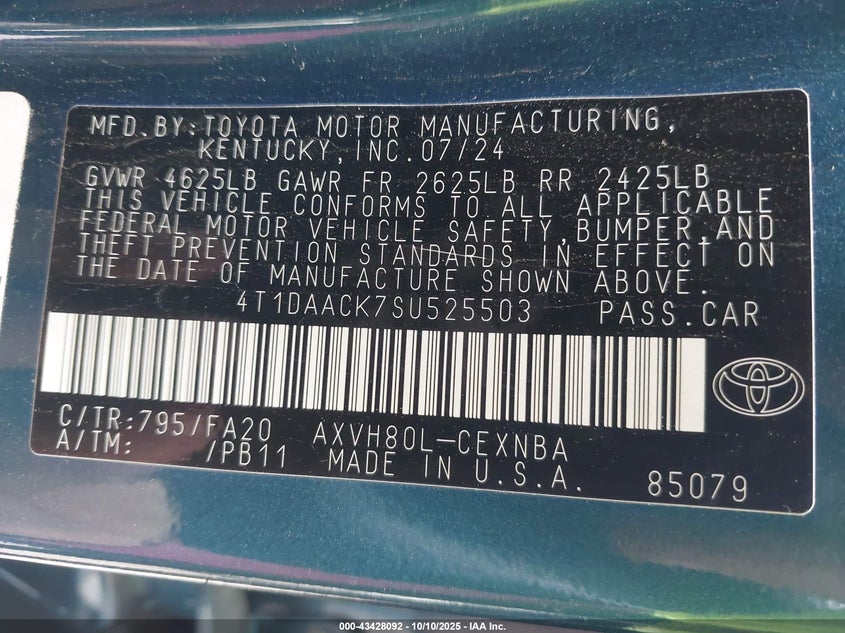 MFD.BY:TOYOTA MOTOR MANUFACTURING,
KENTUCKY,INC.07/24
GVWR 4625LB GAWR FR 2625LB RR 2425LB
THIS VEHICLE CONFORMS TO ALL APPLICABLE
FEDERAL MOTOR VEHICLE SAFETY,BUMPER,AND
THEFT PREVENTION STANDARDS IN EFFECT ON
THE DATE OF MANUFACTURE SHOWN ABOVE.
4T1DAACK7SU525503 PASS.CAR
C/TR:795/FA20 AXVH80L-CEXNBA
A/TM: /PB11 MADE IN U.S.A. 85079
000-43428092 - 10/10/2025 - IAA Inc.